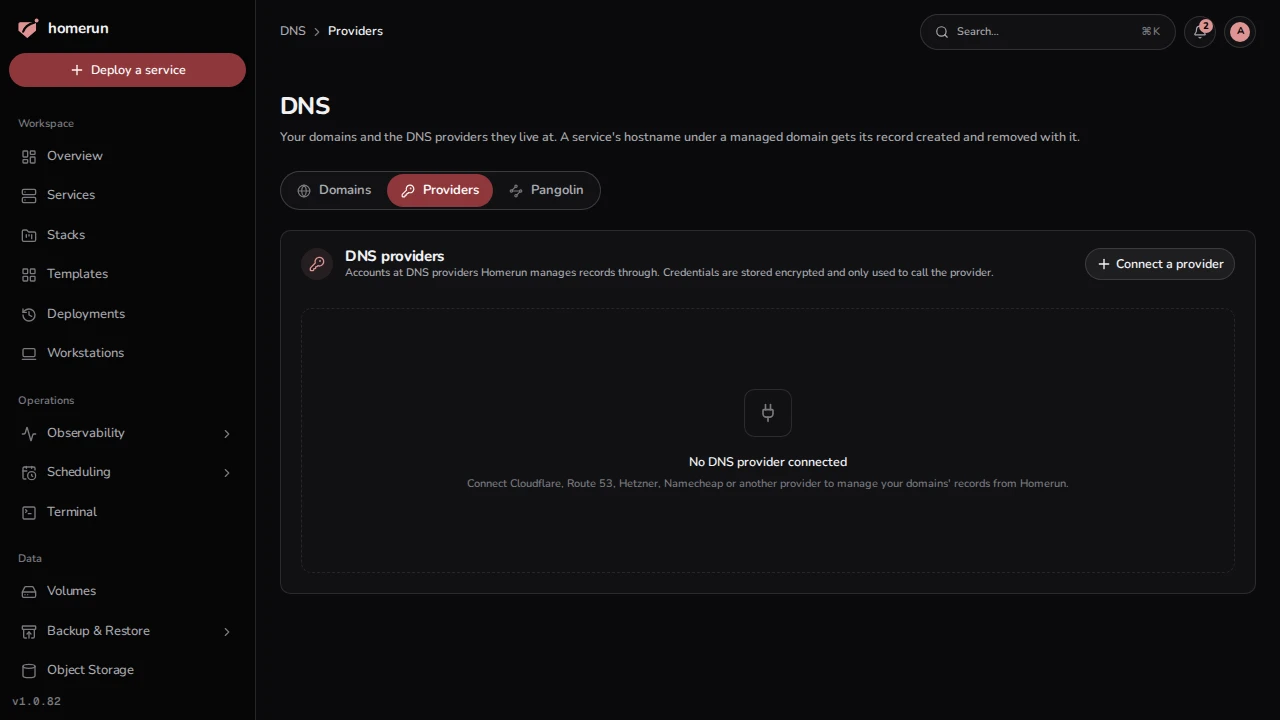 homerun
Deploy a service
Workspace
Overview
Services
Stacks
Templates
Deployments
Workstations
Operations
Observability
Scheduling
Terminal
Data
Volumes
Backup & Restore
Object Storage
v1.0.82
DNS
Providers
Search...
⌘K
2
A
DNS
Your domains and the DNS providers they live at. A service's hostname under a managed domain gets its record created and removed with it.
Domains
Providers
Pangolin
DNS providers
Accounts at DNS providers Homerun manages records through. Credentials are stored encrypted and only used to call the provider.
Connect a provider
No DNS provider connected
Connect Cloudflare, Route 53, Hetzner, Namecheap or another provider to manage your domains' records from Homerun.